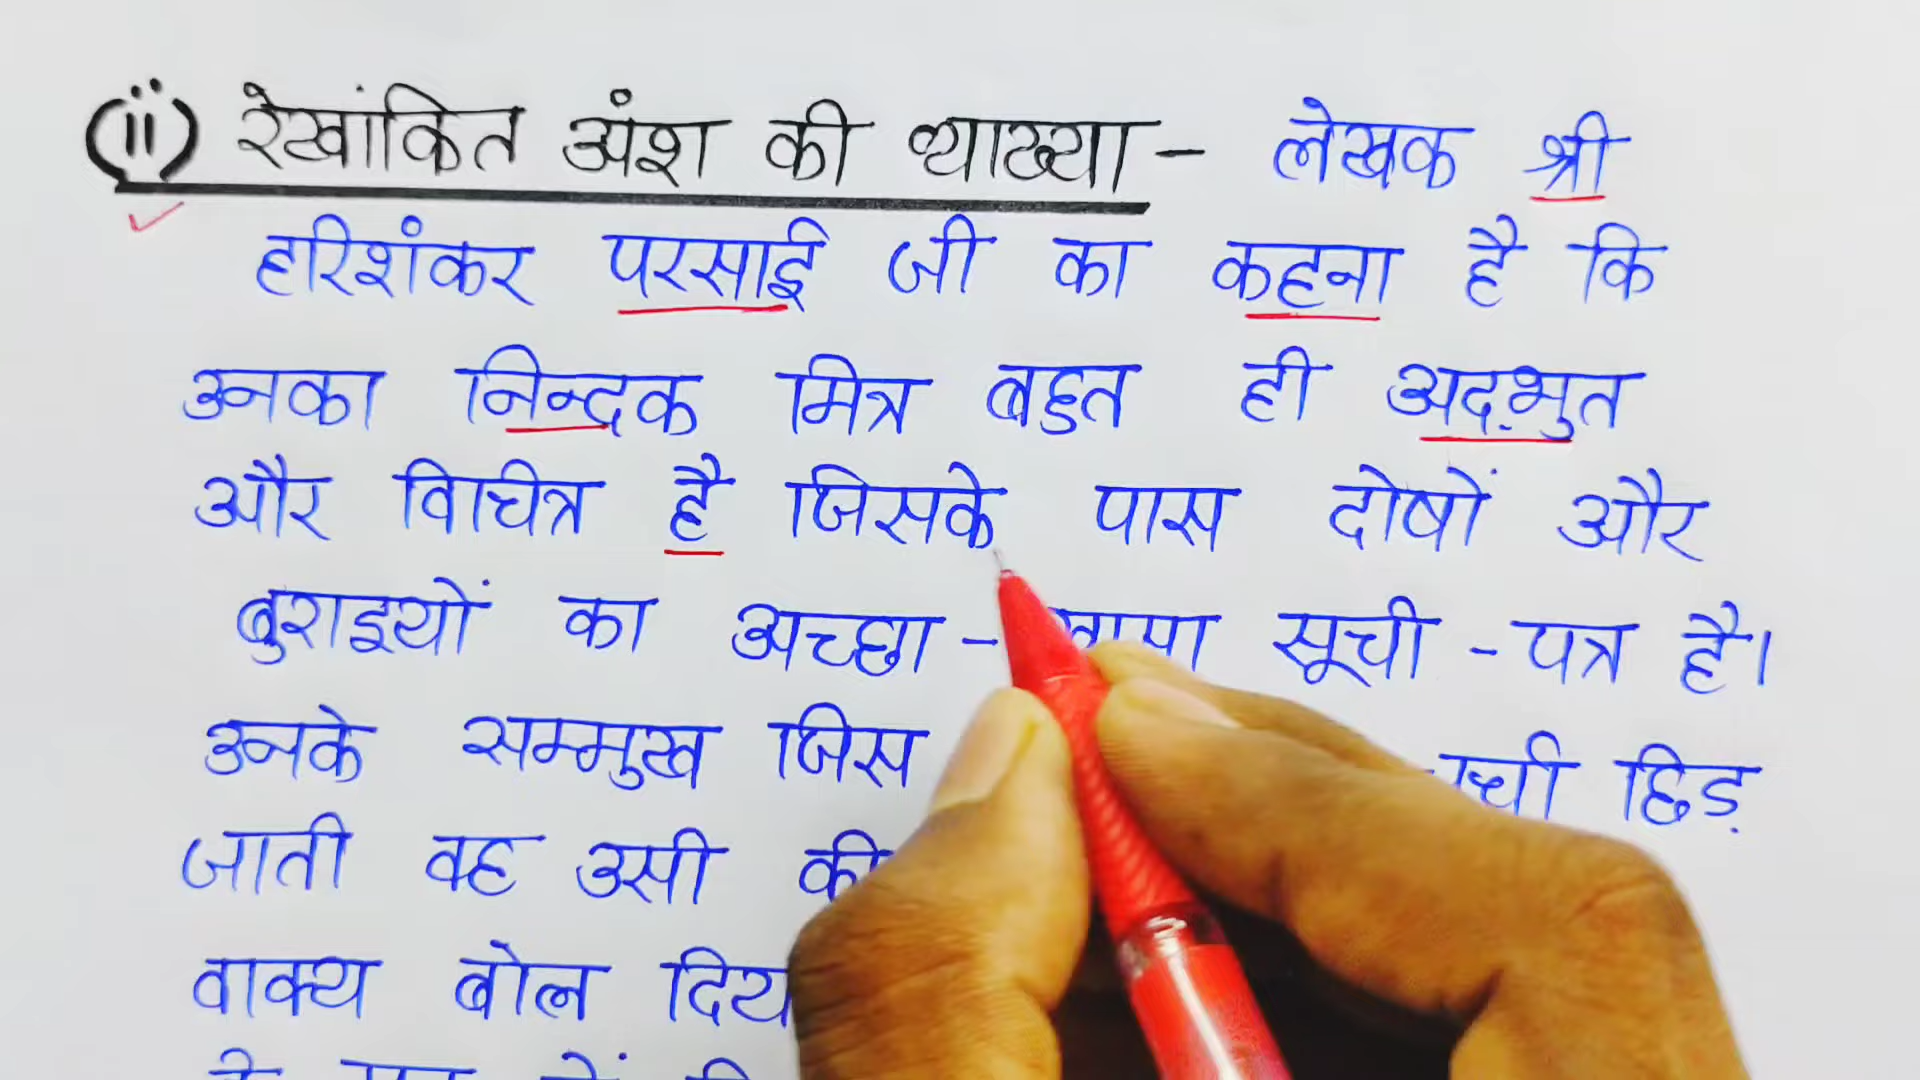 (ii) रेखांकित अंश की व्याख्या - लेखक श्री
हरिशंकर परसाई जी का कहना है कि
उनका निन्दक मित्र बहुत ही अद्‌भुत
और विचित्र है जिसके पास दोषों और
बुराइयों का अच्छा - सूची - पत्र है।
उनके सम्मुख जिस छिड़
जाती वह उसी की
वाक्य बोल